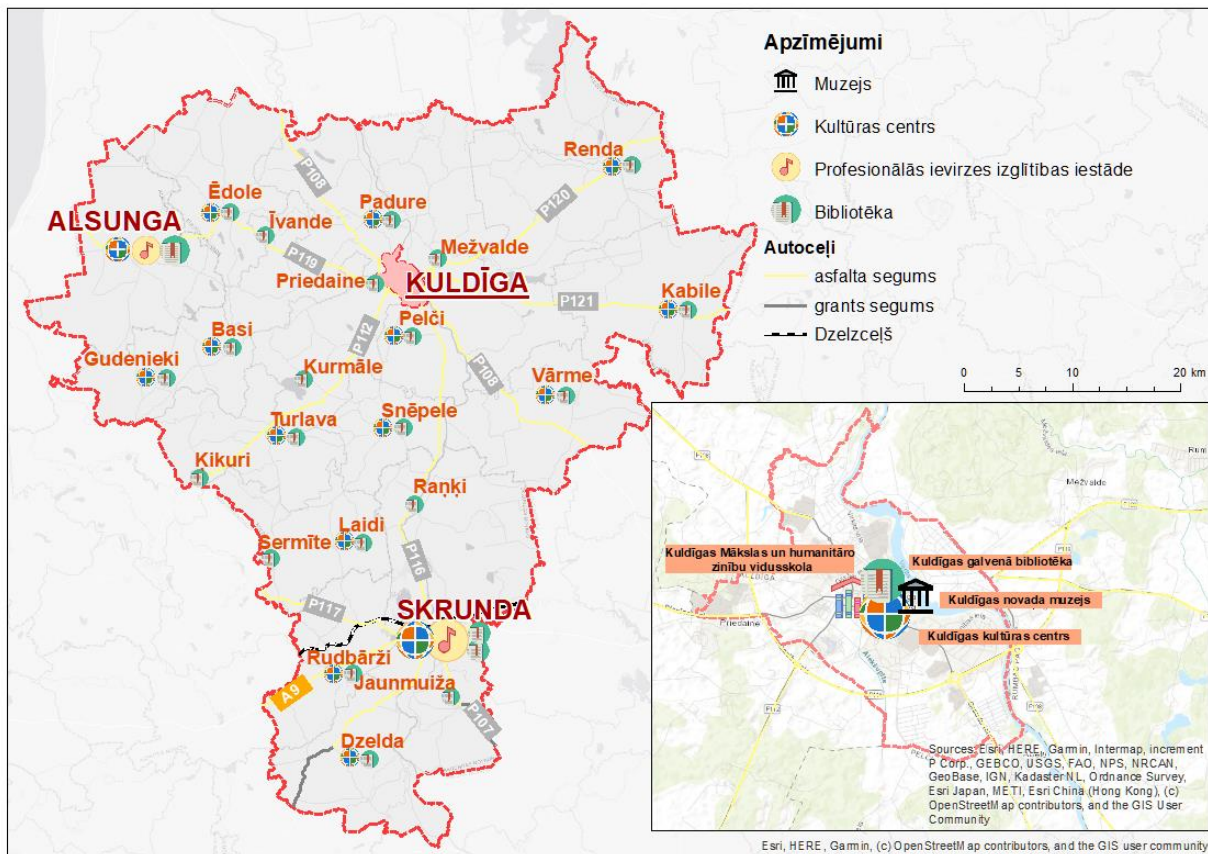 Apzīmējumi
Muzejs
Kultūras centrs
Profesionālās ievirzes izglītības iestāde
Bibliotēka
Autoceļi
asfalta segums
grants segums
Dzelzceļš
0 5 10 20 km
Renda
P108
P120
Ēdole
Padure
ALSUNGA
Īvande
Mežvalde
P119
Priedaine
KULDĪGA
Kabile
P121
Pelči
Basi
P112
Gudenieki
Kurmāle
P108
Vārme
Snēpele
Turlava
Kikuri
Raņķi
Laidi
Sermīte
P116
P117
SKRUNDA
Rudbārži
Jaunmuiža
A9
P107
Dzelda
Mežvalde
Kuldīgas Mākslas un humanitāro
zinību vidusskola
Kuldīgas galvenā bibliotēka
Kuldīgas novada muzejs
Priedaine
Kuldīgas kultūras centrs
Alekšupīte
P112
Sources: Esri, HERE, Garmin, Intermap, increment
P Corp., GEBCO, USGS, FAO, NPS, NRCAN,
GeoBase, IGN, Kadaster NL, Ordnance Survey,
Esri Japan, METI, Esri China (Hong Kong), (c)
OpenStreetMap contributors, and the GIS User
Community
Esri, HERE, Garmin, (c) OpenStreetMap contributors, and the GIS user community